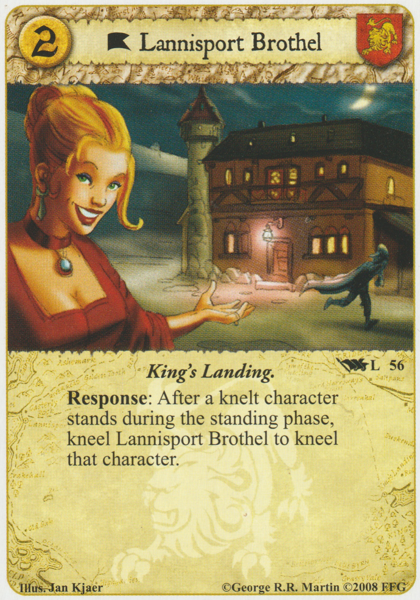 2
Lannisport Brothel
King's Landing.
L 56
Response: After a knelt character
stands during the standing phase,
kneel Lannisport Brothel to kneel
that character.
Illus. Jan Kjaer
©George R.R. Martin ©2008 FFG